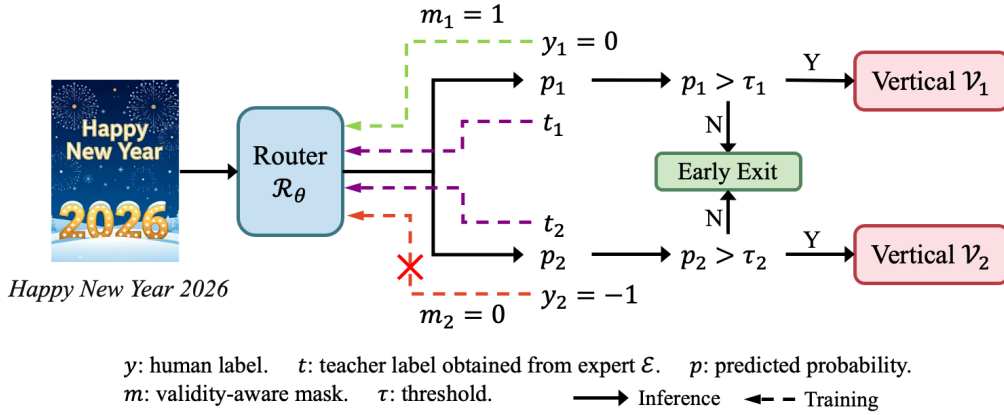 m₁ = 1
y₁ = 0
p₁
p₁ > τ₁
Y
Vertical 𝒱₁
t₁
N
Happy
New Year
2026
Router
ℛ_θ
Early Exit
t₂
N
p₂
p₂ > τ₂
Y
Vertical 𝒱₂
Happy New Year 2026
y₂ = −1
m₂ = 0
y: human label. t: teacher label obtained from expert ℰ. p: predicted probability.
m: validity-aware mask. τ: threshold. Inference Training